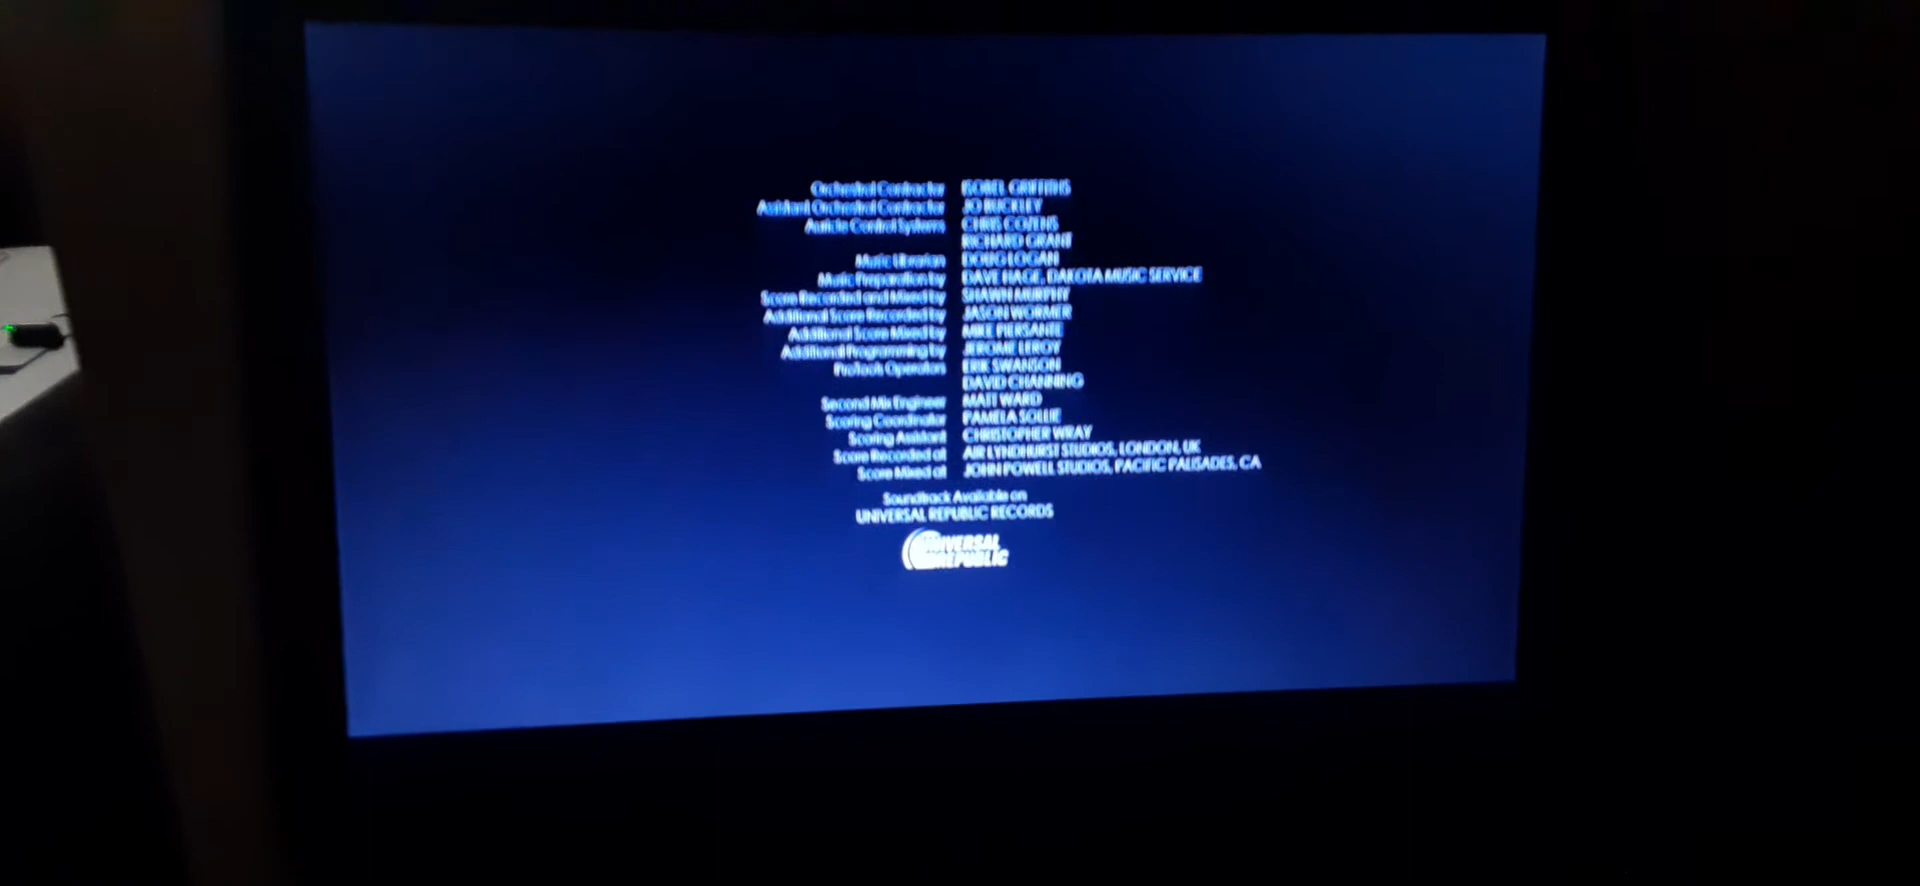 Orchestral Contractor ISOBEL GRIFFITHS
Assistant Orchestral Contractor JO BUCKLEY
Auricle Control Systems CHRIS COZENS
RICHARD GRANT
Music Librarian DOUG LOGAN
Music Preparation by DAVE HAGE, DAKOTA MUSIC SERVICE
Score Recorded and Mixed by SHAWN MURPHY
Additional Score Recorded by JASON WORMER
Additional Score Mixed by MIKE PIERSANTE
Additional Programming by JEROME LEROY
ProTools Operators ERIK SWANSON
DAVID CHANNING
Second Mix Engineer MATT WARD
Scoring Coordinator PAMELA SOLLIE
Scoring Assistant CHRISTOPHER WRAY
Score Recorded at AIR LYNDHURST STUDIOS, LONDON, UK
Score Mixed at JOHN POWELL STUDIOS, PACIFIC PALISADES, CA
Soundtrack Available on
UNIVERSAL REPUBLIC RECORDS
UNIVERSAL
REPUBLIC